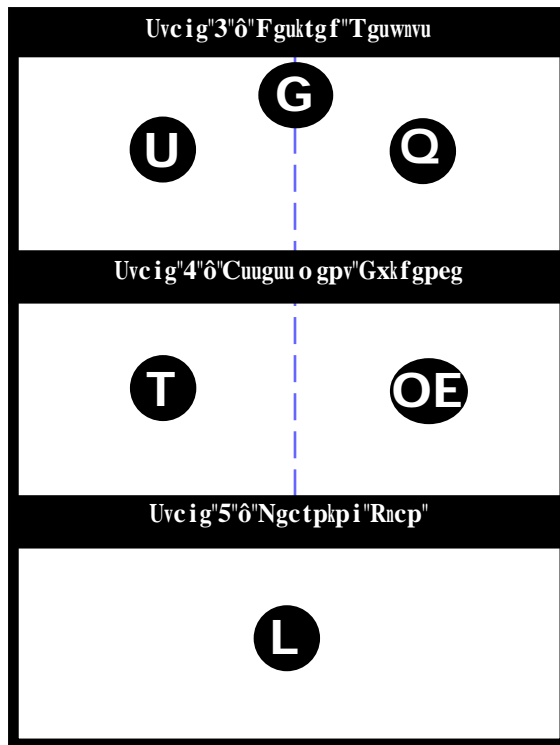 Uvcig"3"ô"Fguktgf"Tguwnvu
G
U
Q
Uvcig"4"ô"Cuuguuogpv"Gxkfgpeg
T
OE
Uvcig"5"ô"Ngctpkpi"Rncp"
L